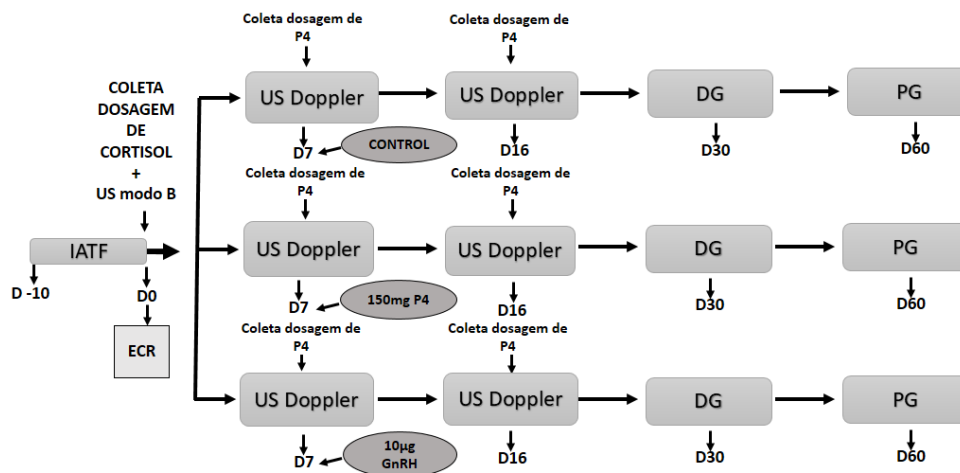 Coleta dosagem de
P4
Coleta dosagem de
P4
COLETA
DOSAGEM
DE
CORTISOL
+
US modo B
US Doppler
US Doppler
DG
PG
D7
CONTROL
D16
D30
D60
Coleta dosagem de
P4
Coleta dosagem de
P4
IATF
D -10
D0
ECR
US Doppler
US Doppler
DG
PG
D7
150mg P4
D16
D30
D60
Coleta dosagem de
P4
Coleta dosagem de
P4
US Doppler
US Doppler
DG
PG
D7
10µg
GnRH
D16
D30
D60